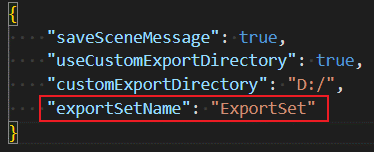 {
    "saveSceneMessage": true,
    "useCustomExportDirectory": true,
    "customExportDirectory": "D:/",
    "exportSetName": "ExportSet"
}